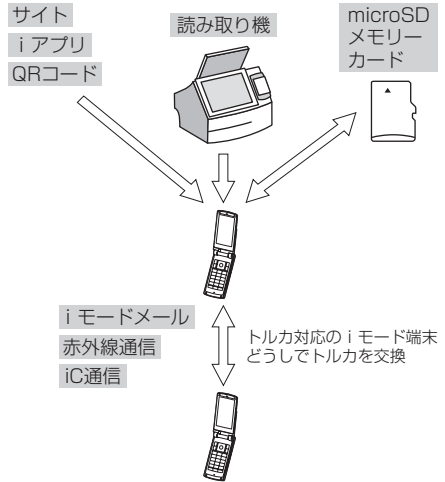 サイト
iアプリ
QRコード
読み取り機
microSD
メモリー
カード
iモードメール
赤外線通信
iC通信
トルカ対応のiモード端末
どうしでトルカを交換